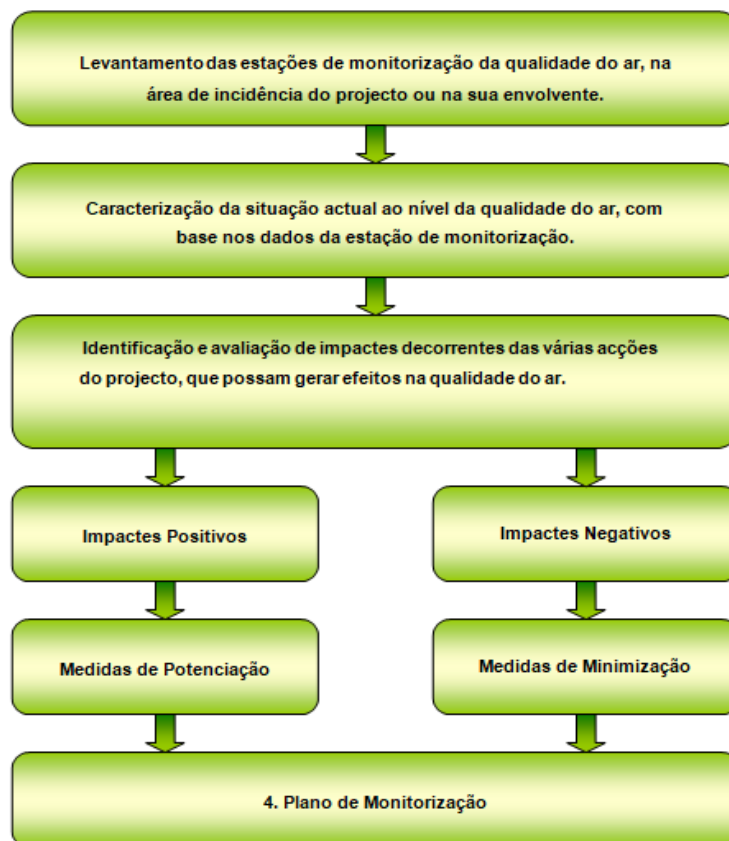 Levantamento das estações de monitorização da qualidade do ar, na
área de incidência do projecto ou na sua envolvente.
Caracterização da situação actual ao nível da qualidade do ar, com
base nos dados da estação de monitorização.
Identificação e avaliação de impactes decorrentes das várias acções
do projecto, que possam gerar efeitos na qualidade do ar.
Impactes Positivos
Impactes Negativos
Medidas de Potenciação
Medidas de Minimização
4. Plano de Monitorização